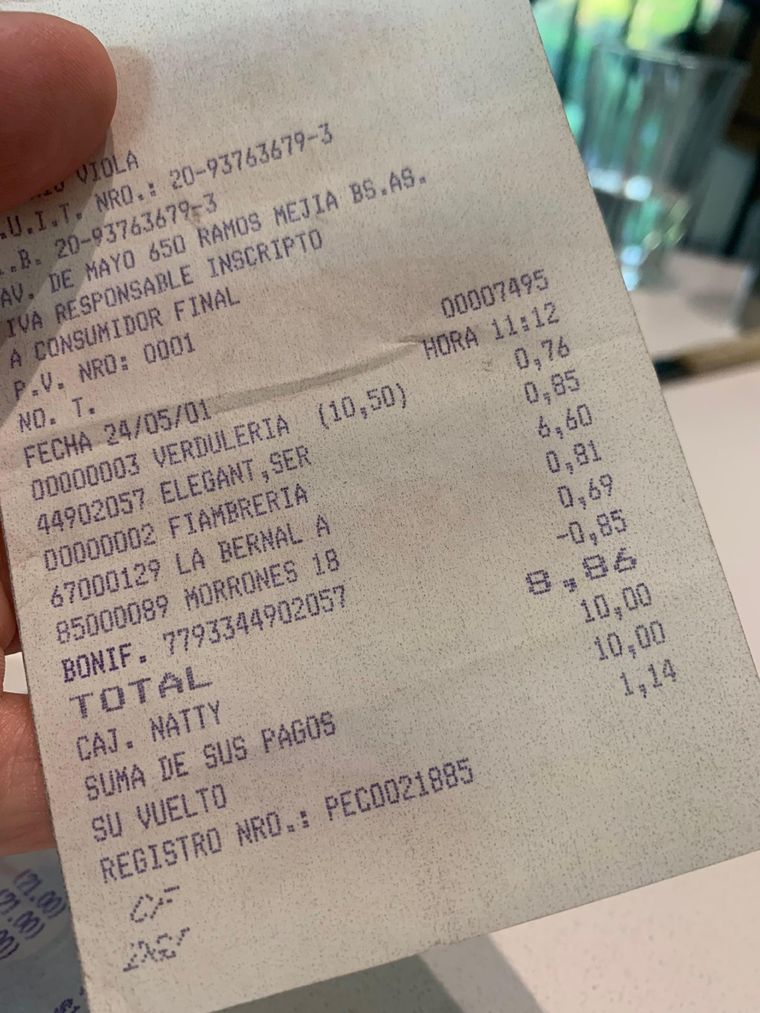 VIOLA
.U.I.T. NRO.: 20-93763679-3
.B. 20-93763679-3
AV. DE MAYO 650 RAMOS MEJIA BS.AS.
IVA RESPONSABLE INSCRIPTO
A CONSUMIDOR FINAL
P.V. NRO: 0001
NO. T. 00007495
FECHA 24/05/01 HORA 11:12
00000003 VERDULERIA (10,50) 0,76
44902057 ELEGANT,SER 0,85
00000002 FIAMBRERIA 6,60
67000129 LA BERNAL A 0,81
85000089 MORRONES 18 0,69
BONIF. 7793344902057 -0,85
TOTAL 8,86
CAJ. NATTY 10,00
SUMA DE SUS PAGOS 10,00
SU VUELTO 1,14
REGISTRO NRO.: PEC0021885
CF
(21.00)